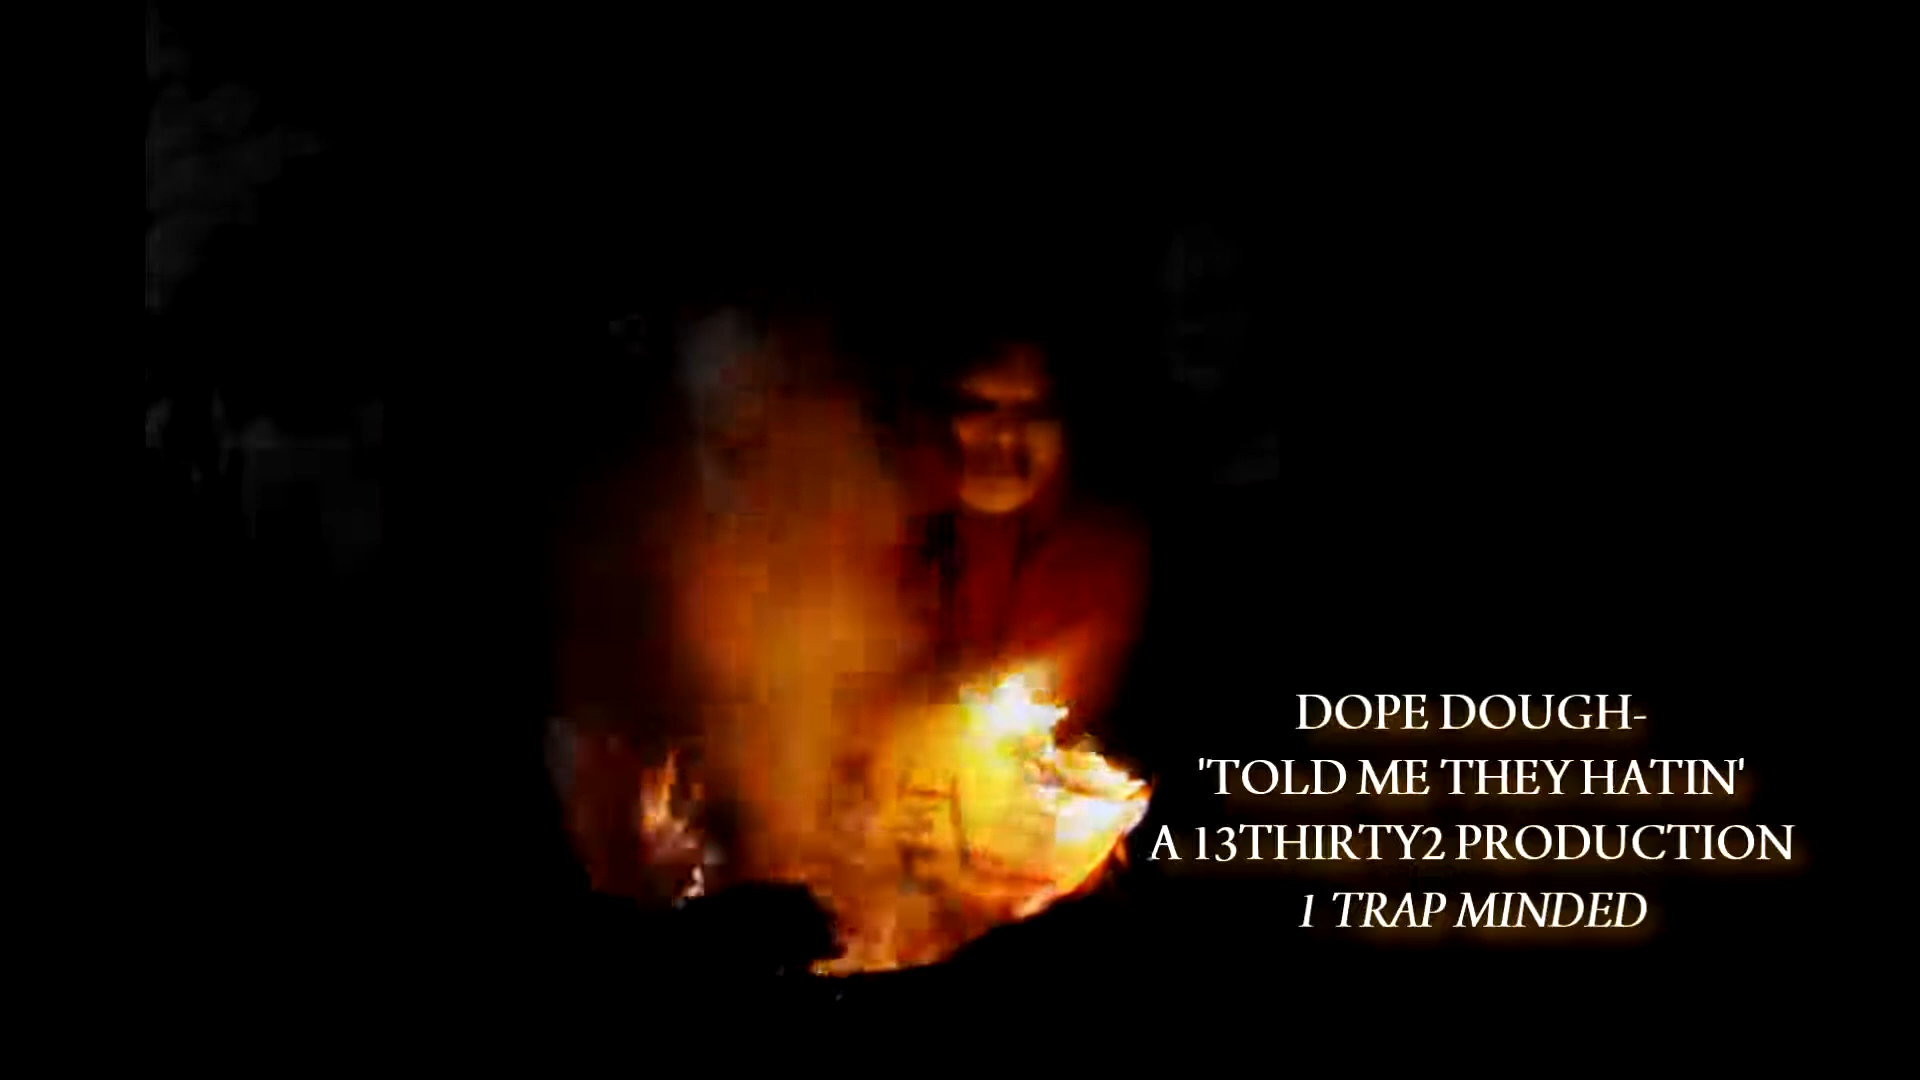 DOPE DOUGH-
'TOLD ME THEY HATIN'
A 13THIRTY2 PRODUCTION
1 TRAP MINDED